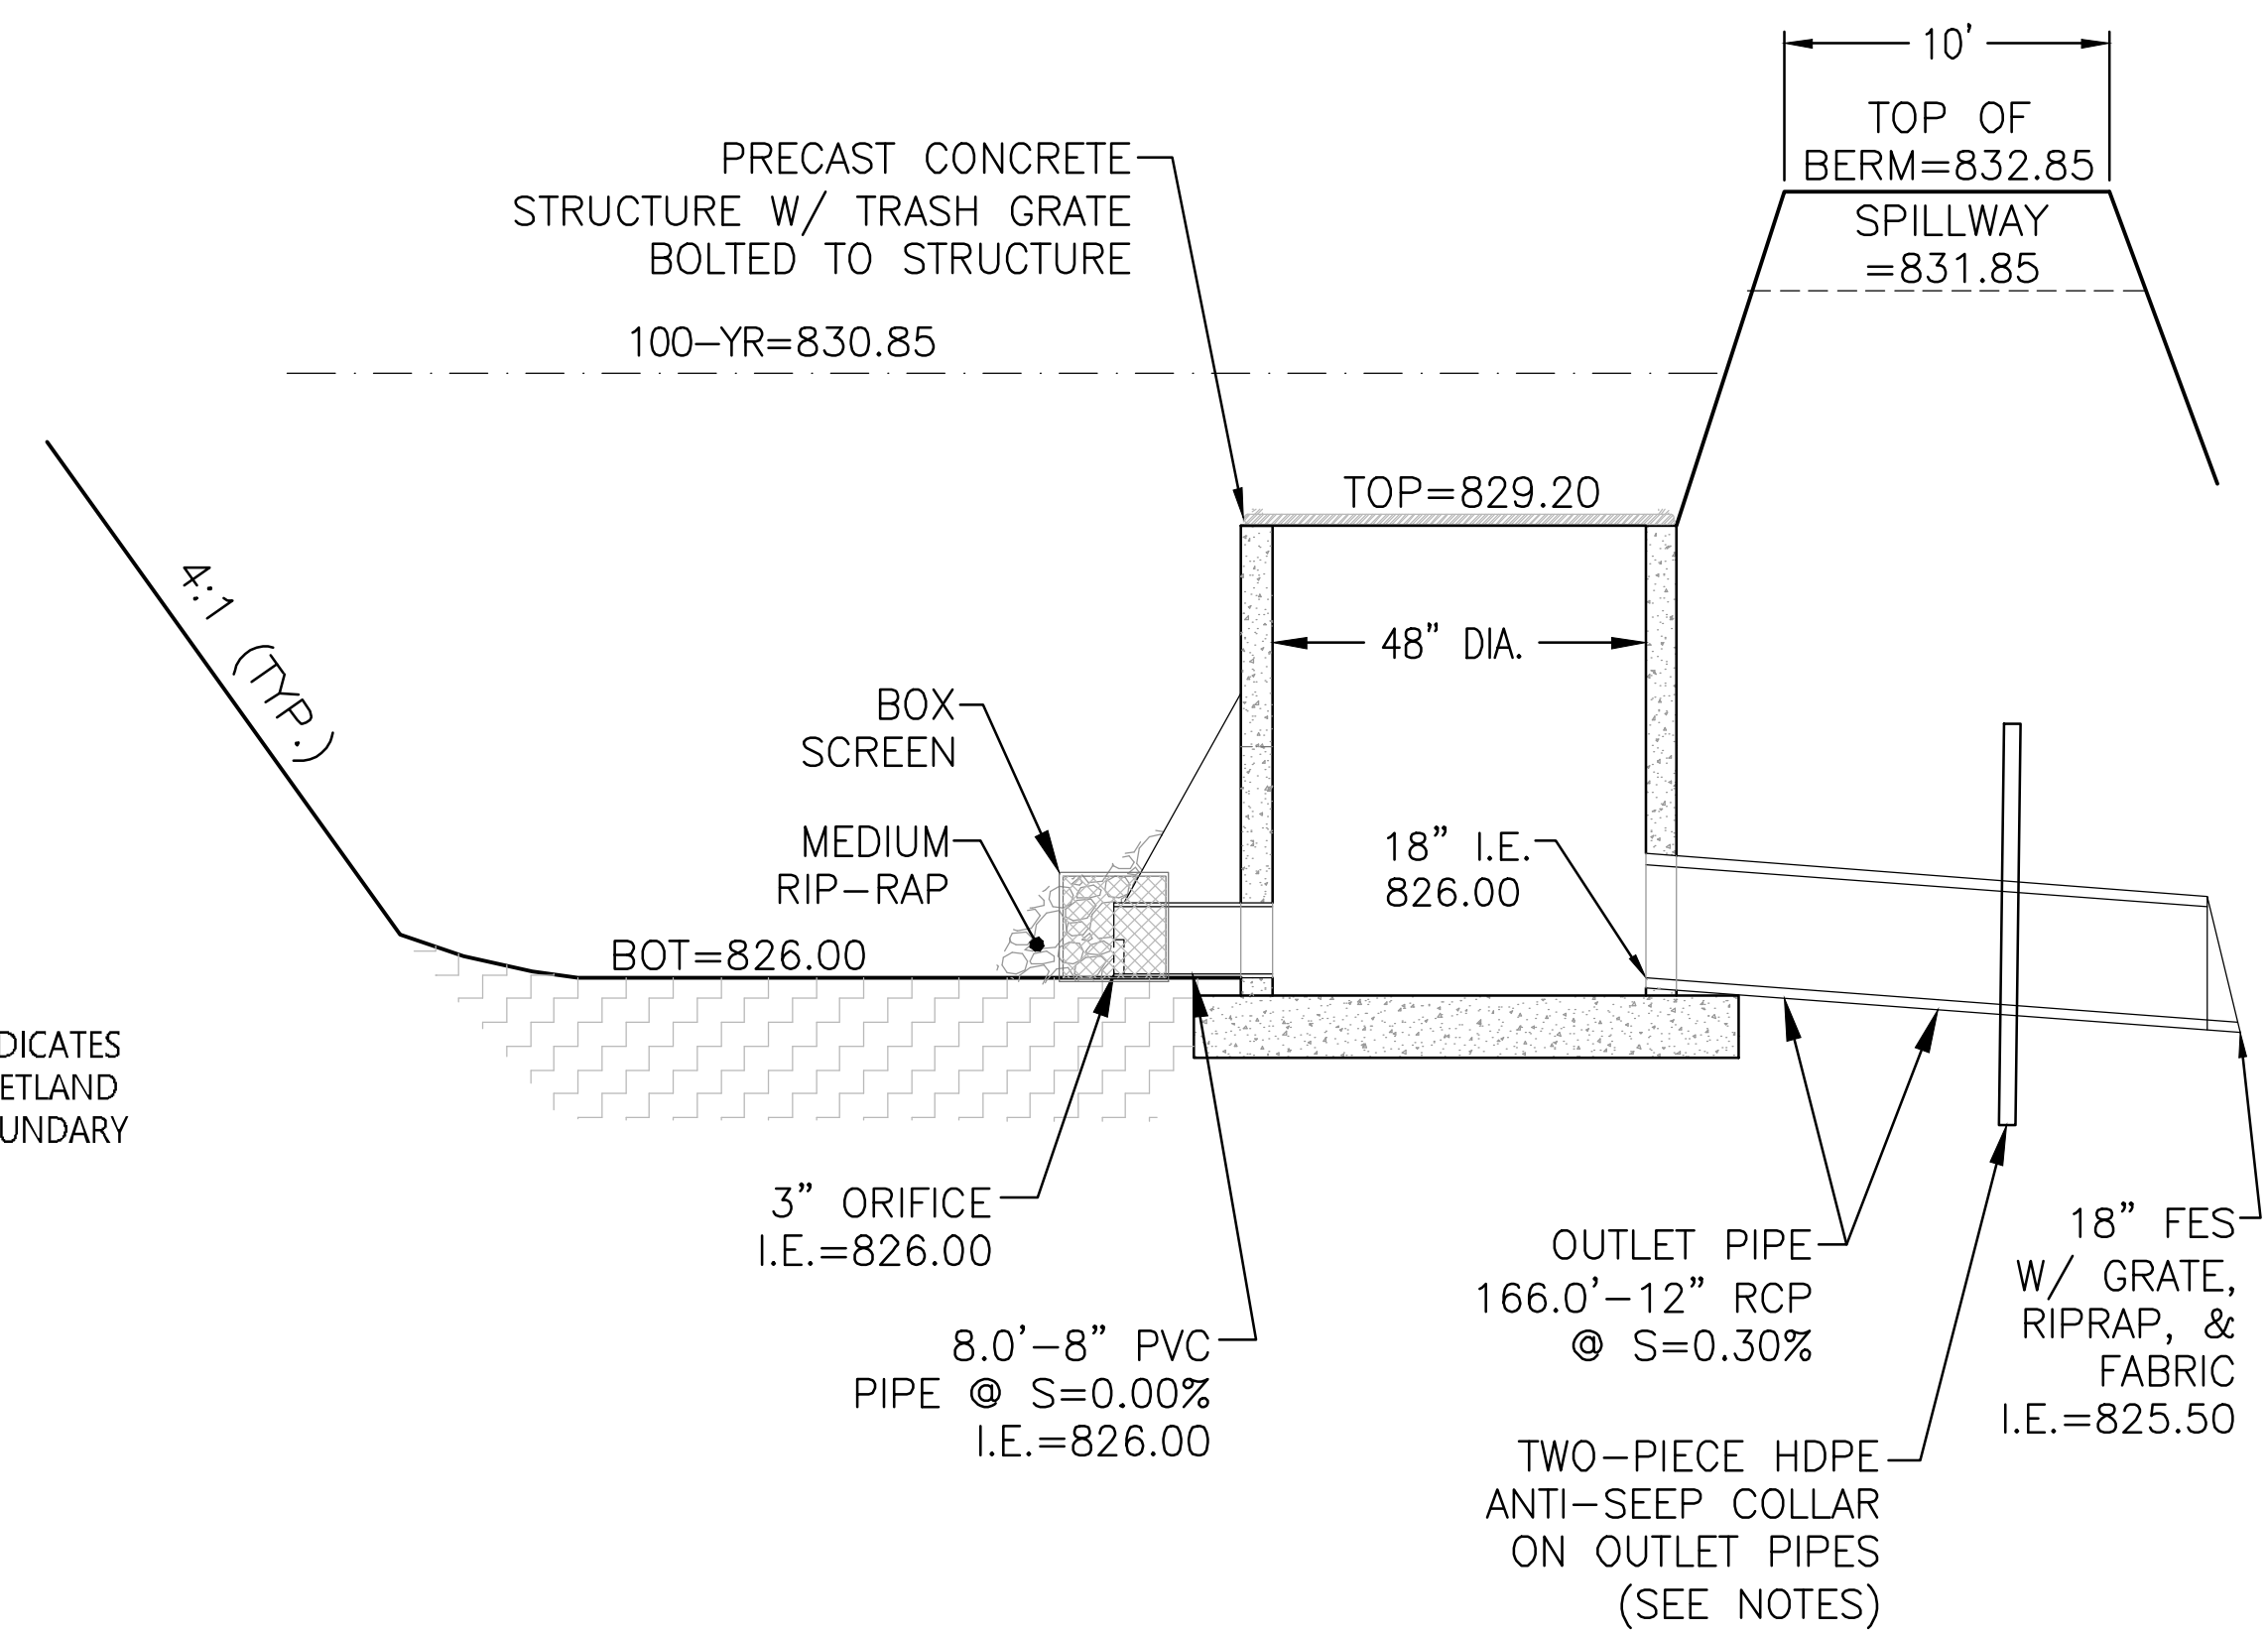 10'
TOP OF
BERM=832.85
SPILLWAY
=831.85
PRECAST CONCRETE
STRUCTURE W/ TRASH GRATE
BOLTED TO STRUCTURE
100-YR=830.85
TOP=829.20
4:1 (TYP.)
48" DIA.
BOX
SCREEN
MEDIUM
RIP-RAP
18" I.E.
826.00
BOT=826.00
DICATES
ETLAND
UNDARY
3" ORIFICE
I.E.=826.00
8.0'-8" PVC
PIPE @ S=0.00%
I.E.=826.00
OUTLET PIPE
166.0'-12" RCP
@ S=0.30%
18" FES
W/ GRATE,
RIPRAP, &
FABRIC
I.E.=825.50
TWO-PIECE HDPE
ANTI-SEEP COLLAR
ON OUTLET PIPES
(SEE NOTES)